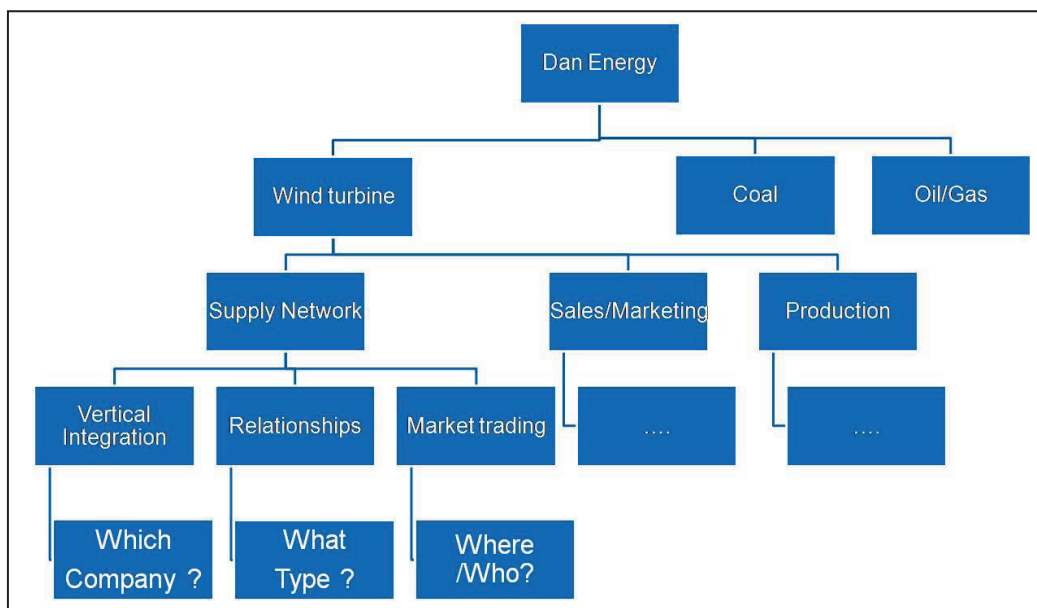 Dan Energy
Wind turbine
Coal
Oil/Gas
Supply Network
Sales/Marketing
Production
Vertical
Integration
Relationships
Market trading
....
....
Which
Company ?
What
Type ?
Where
/Who?